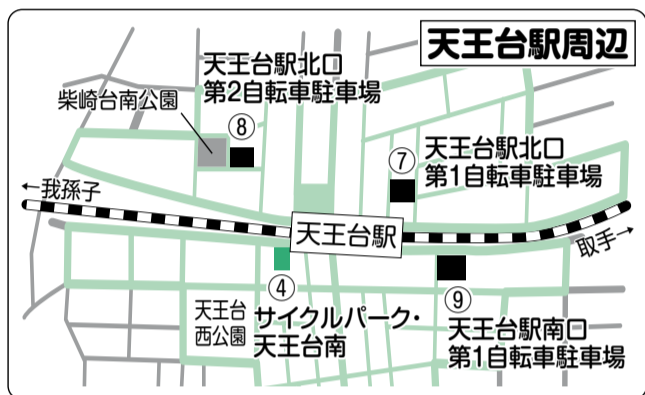 天王台駅周辺
天王台駅北口
第2自転車駐車場
柴崎台南公園
⑧
⑦
天王台駅北口
第1自転車駐車場
←我孫子
天王台駅
取手→
④
サイクルパーク・
天王台南
天王台
西公園
⑨
天王台駅南口
第1自転車駐車場